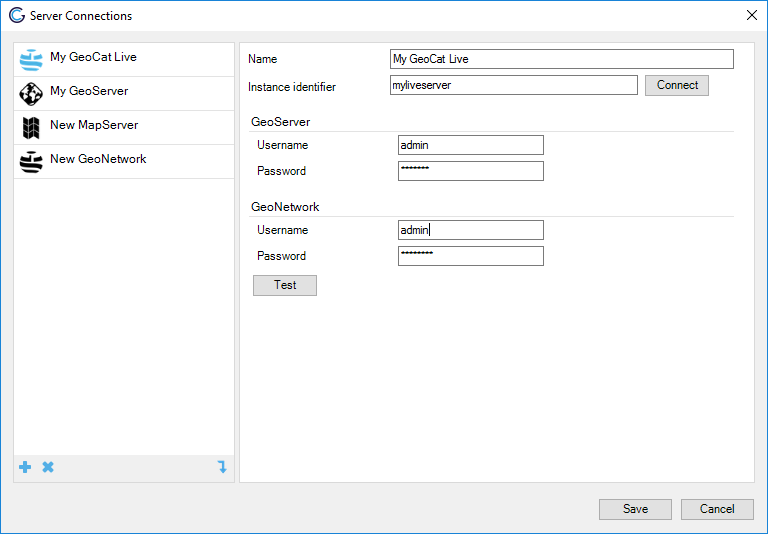 Server Connections
My GeoCat Live
My GeoServer
New MapServer
New GeoNetwork
Name My GeoCat Live
Instance identifier myliveserver Connect
GeoServer
Username admin
Password *******
GeoNetwork
Username admin
Password ********
Test
Save Cancel